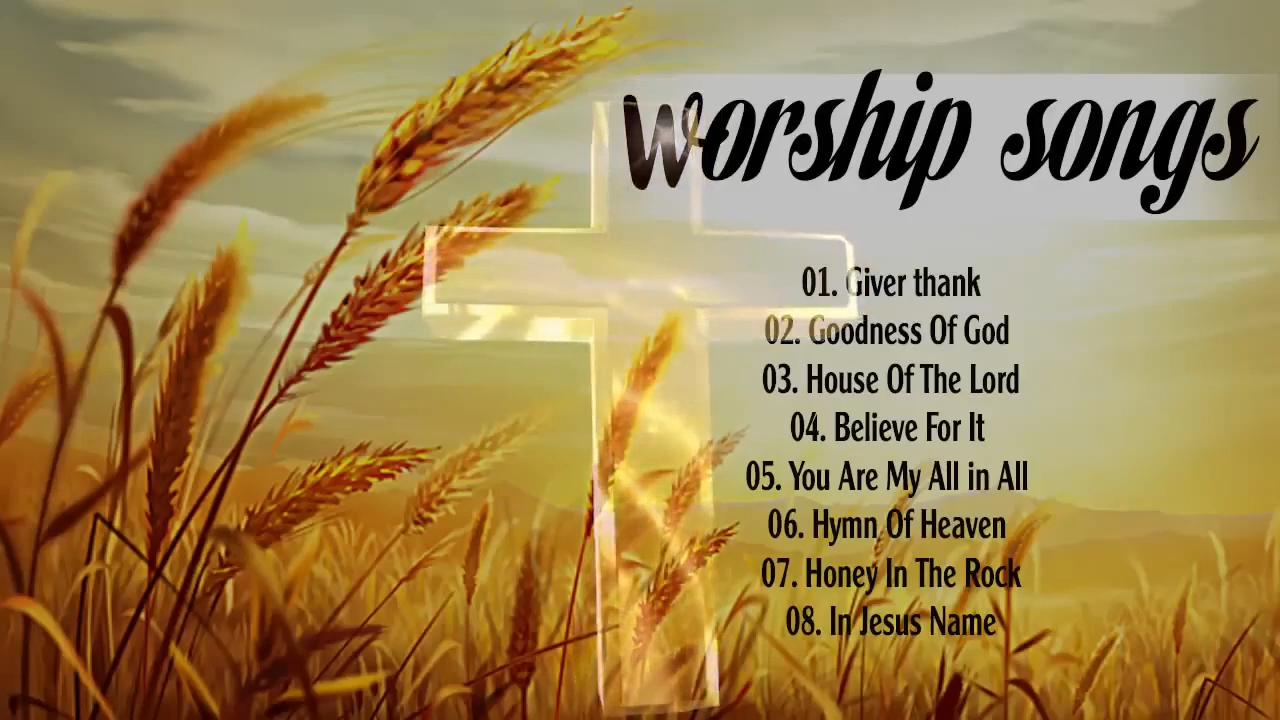 Worship songs
01. Giver thank
02. Goodness Of God
03. House Of The Lord
04. Believe For It
05. You Are My All in All
06. Hymn Of Heaven
07. Honey In The Rock
08. In Jesus Name